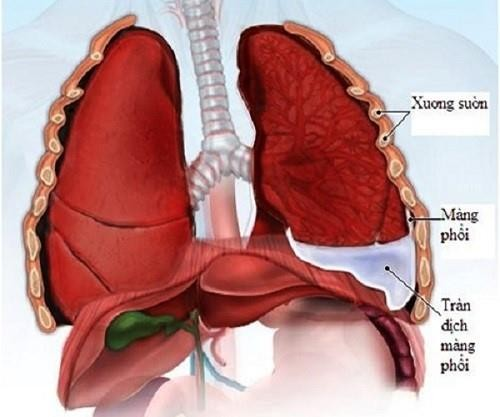 Xương sườn
Màng
phổi
Tràn
dịch
màng
phổi